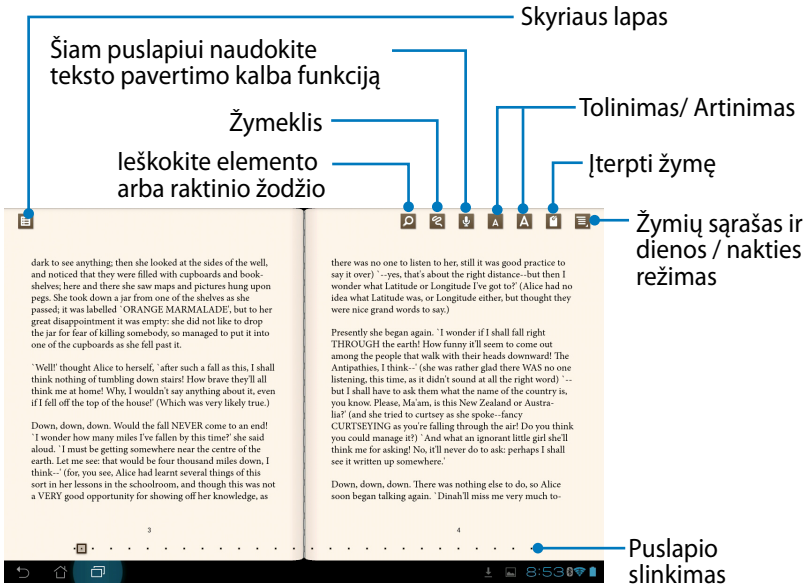 Skyriaus lapas
Šiam puslapiui naudokite
teksto pavertimo kalba funkciją
Tolinimas/ Artinimas
Žymeklis
Ieškokite elemento
arba raktinio žodžio
Įterpti žymę
Žymių sąrašas ir
dienos / nakties
režimas
A
A
dark to see anything; then she looked at the sides of the well,
and noticed that they were filled with cupboards and book-
shelves; here and there she saw maps and pictures hung upon
pegs. She took down a jar from one of the shelves as she
passed; it was labelled `ORANGE MARMALADE', but to her
great disappointment it was empty: she did not like to drop
the jar for fear of killing somebody, so managed to put it into
one of the cupboards as she fell past it.
`Well!' thought Alice to herself, `after such a fall as this, I shall
think nothing of tumbling down stairs! How brave they'll all
think me at home! Why, I wouldn't say anything about it, even
if I fell off the top of the house!' (Which was very likely true.)
Down, down, down. Would the fall NEVER come to an end!
`I wonder how many miles I've fallen by this time?' she said
aloud. `I must be getting somewhere near the centre of the
earth. Let me see: that would be four thousand miles down, I
think--' (for, you see, Alice had learnt several things of this
sort in her lessons in the schoolroom, and though this was not
a VERY good opportunity for showing off her knowledge, as
3
there was no one to listen to her, still it was good practice to
say it over) `--yes, that's about the right distance--but then I
wonder what Latitude or Longitude I've got to?' (Alice had no
idea what Latitude was, or Longitude either, but thought they
were nice grand words to say.)
Presently she began again. `I wonder if I shall fall right
THROUGH the earth! How funny it'll seem to come out
among the people that walk with their heads downward! The
Antipathies, I think--' (she was rather glad there WAS no one
listening, this time, as it didn't sound at all the right word) `--
but I shall have to ask them what the name of the country is,
you know. Please, Ma'am, is this New Zealand or Austra-
lia?' (and she tried to curtsey as she spoke--fancy
CURTSEYING as you're falling through the air! Do you think
you could manage it?) `And what an ignorant little girl she'll
think me for asking! No, it'll never do to ask: perhaps I shall
see it written up somewhere.'
Down, down, down. There was nothing else to do, so Alice
soon began talking again. `Dinah'll miss me very much to-
4
8:53
Puslapio
slinkimas